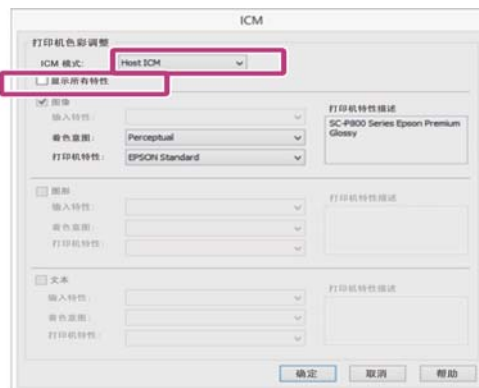 ICM
打印机色彩调整
ICM 模式: Host ICM
显示所有特性
图像
输入特性:
着色意图: Perceptual
打印机特性: EPSON Standard
打印机特性描述
SC-P800 Series Epson Premium
Glossy
图形
输入特性:
着色意图:
打印机特性:
打印机特性描述
文本
输入特性:
着色意图:
打印机特性:
打印机特性描述
确定 取消 帮助